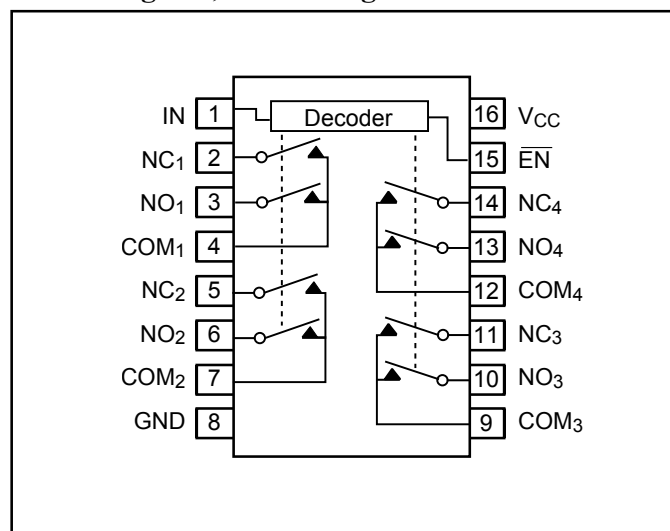 IN 1 Decoder 16 VCC
NC1 2 15 E̅N̅
NO1 3 14 NC4
COM1 4 13 NO4
NC2 5 12 COM4
NO2 6 11 NC3
COM2 7 10 NO3
GND 8 9 COM3